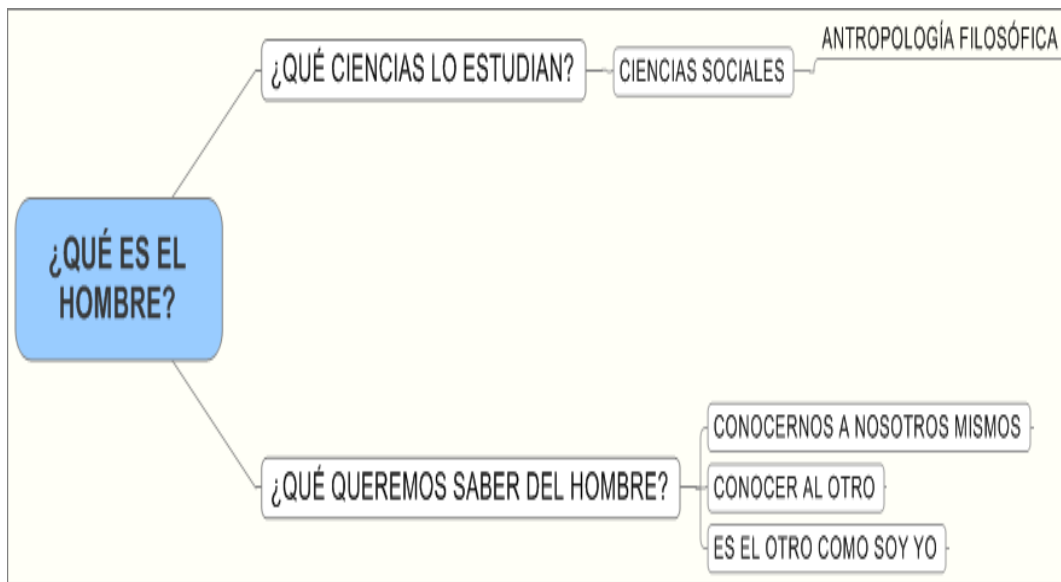 ¿QUÉ ES EL
HOMBRE?
¿QUÉ CIENCIAS LO ESTUDIAN?
CIENCIAS SOCIALES
ANTROPOLOGÍA FILOSÓFICA
¿QUÉ QUEREMOS SABER DEL HOMBRE?
CONOCERNOS A NOSOTROS MISMOS
CONOCER AL OTRO
ES EL OTRO COMO SOY YO